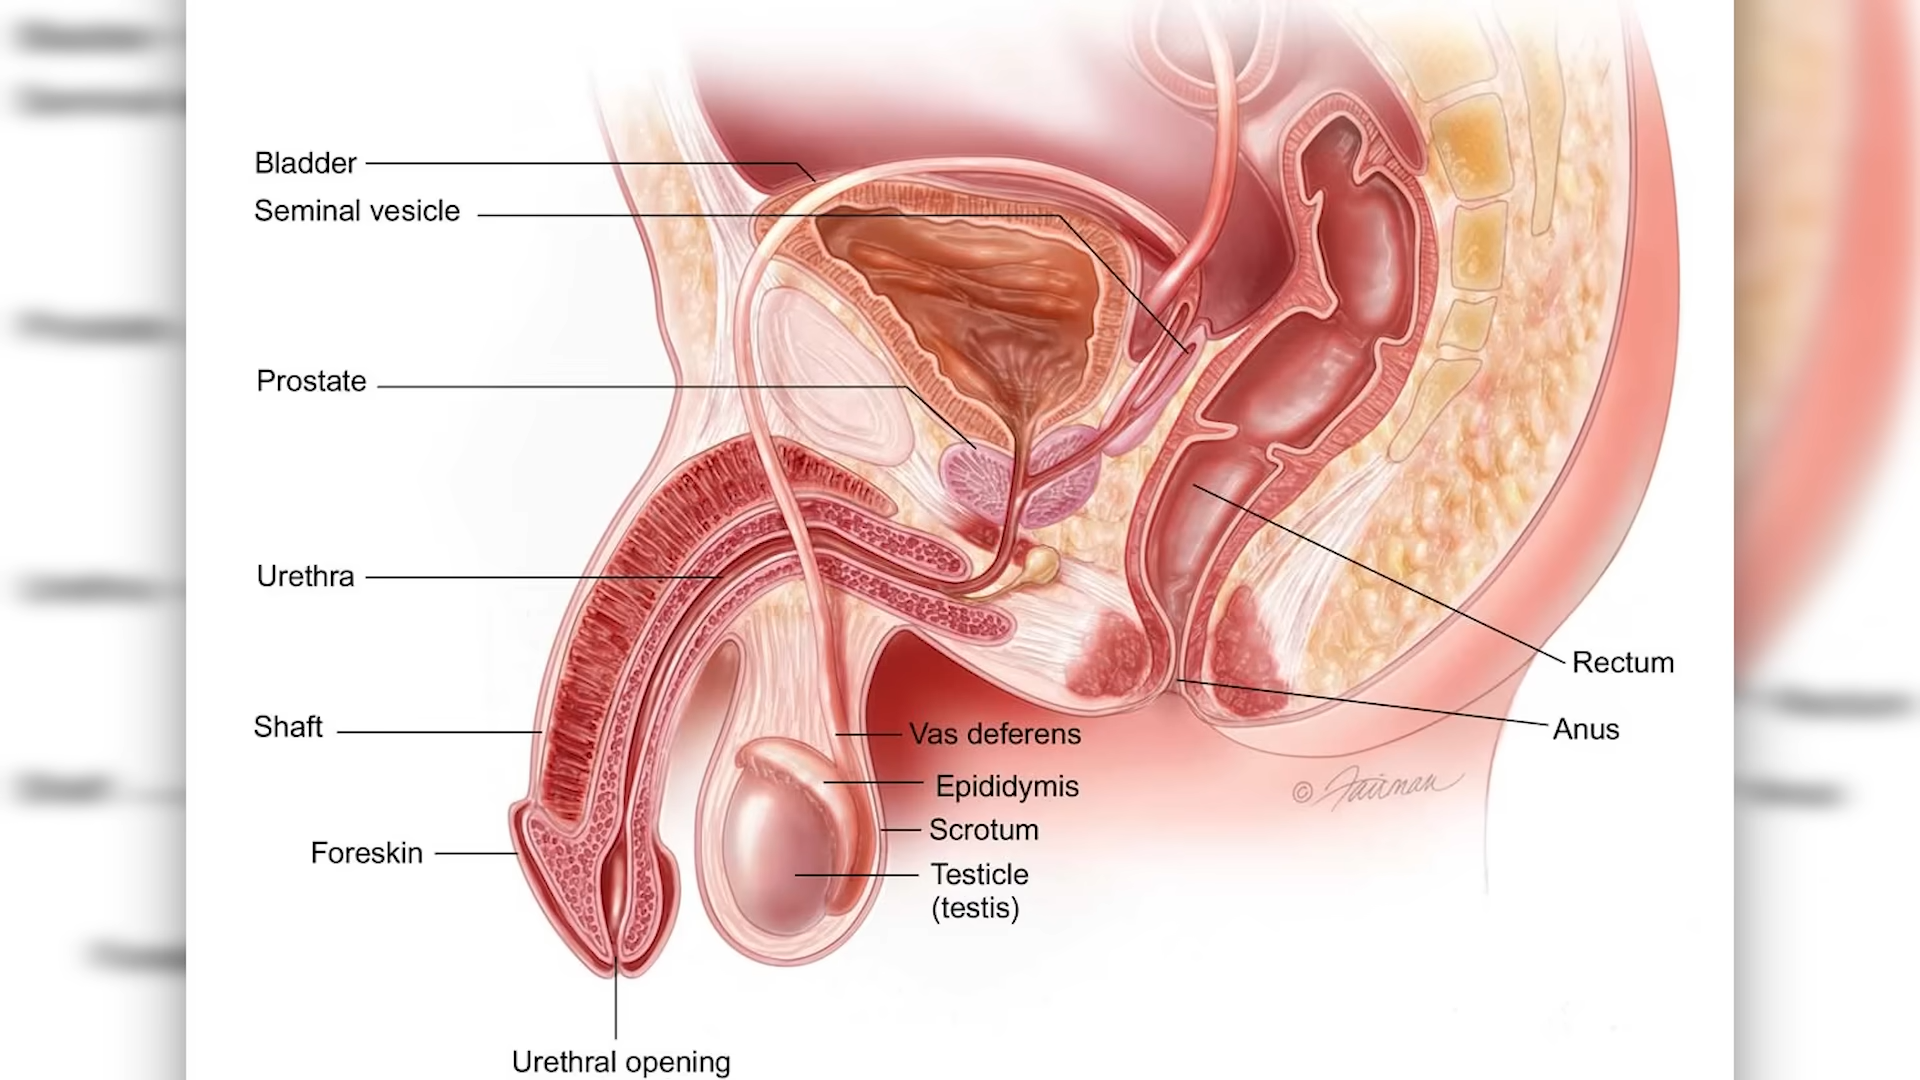 Bladder
Seminal vesicle
Prostate
Urethra
Shaft
Foreskin
Urethral opening
Vas deferens
Epididymis
Scrotum
Testicle
(testis)
Rectum
Anus
© Fairman